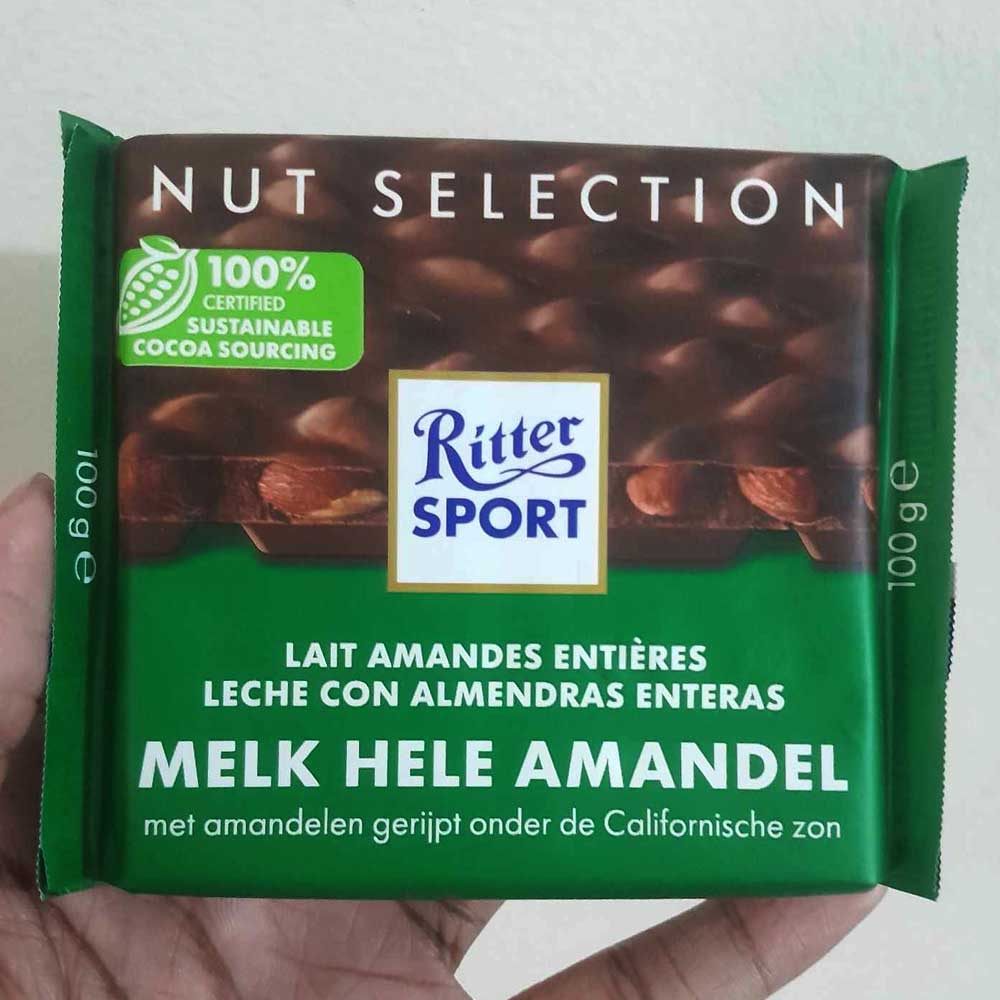 NUT SELECTION
100%
CERTIFIED
SUSTAINABLE
COCOA SOURCING
Ritter
SPORT
100 g e
100 g e
LAIT AMANDES ENTIÈRES
LECHE CON ALMENDRAS ENTERAS
MELK HELE AMANDEL
met amandelen gerijpt onder de Californische zon